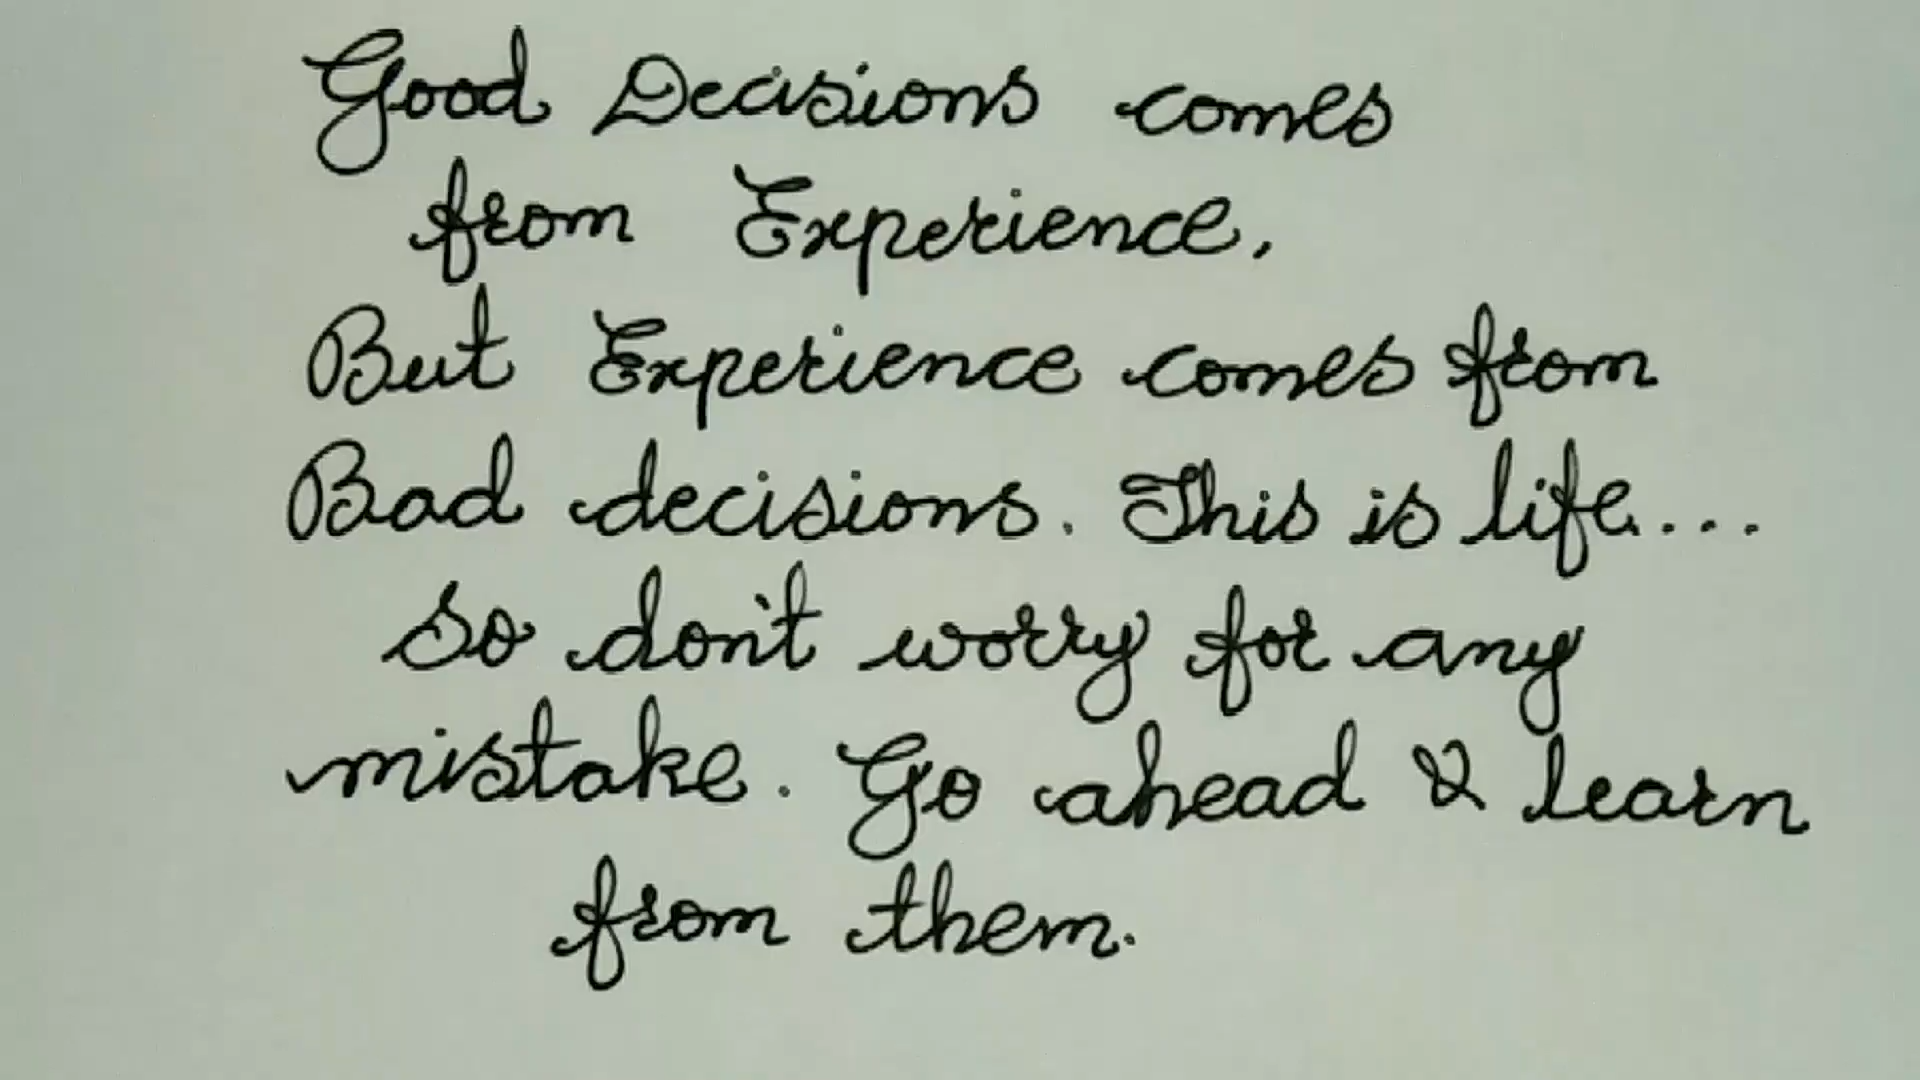 Good Decisions comes
from Experience,
But Experience comes from
Bad decisions. This is life...
So don't worry for any
mistake. Go ahead & learn
from them.